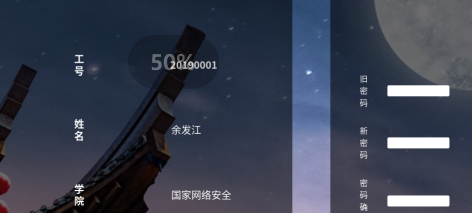 工号
50%
20190001
姓名
余发江
学院
国家网络安全
旧密码
新密码
密码确